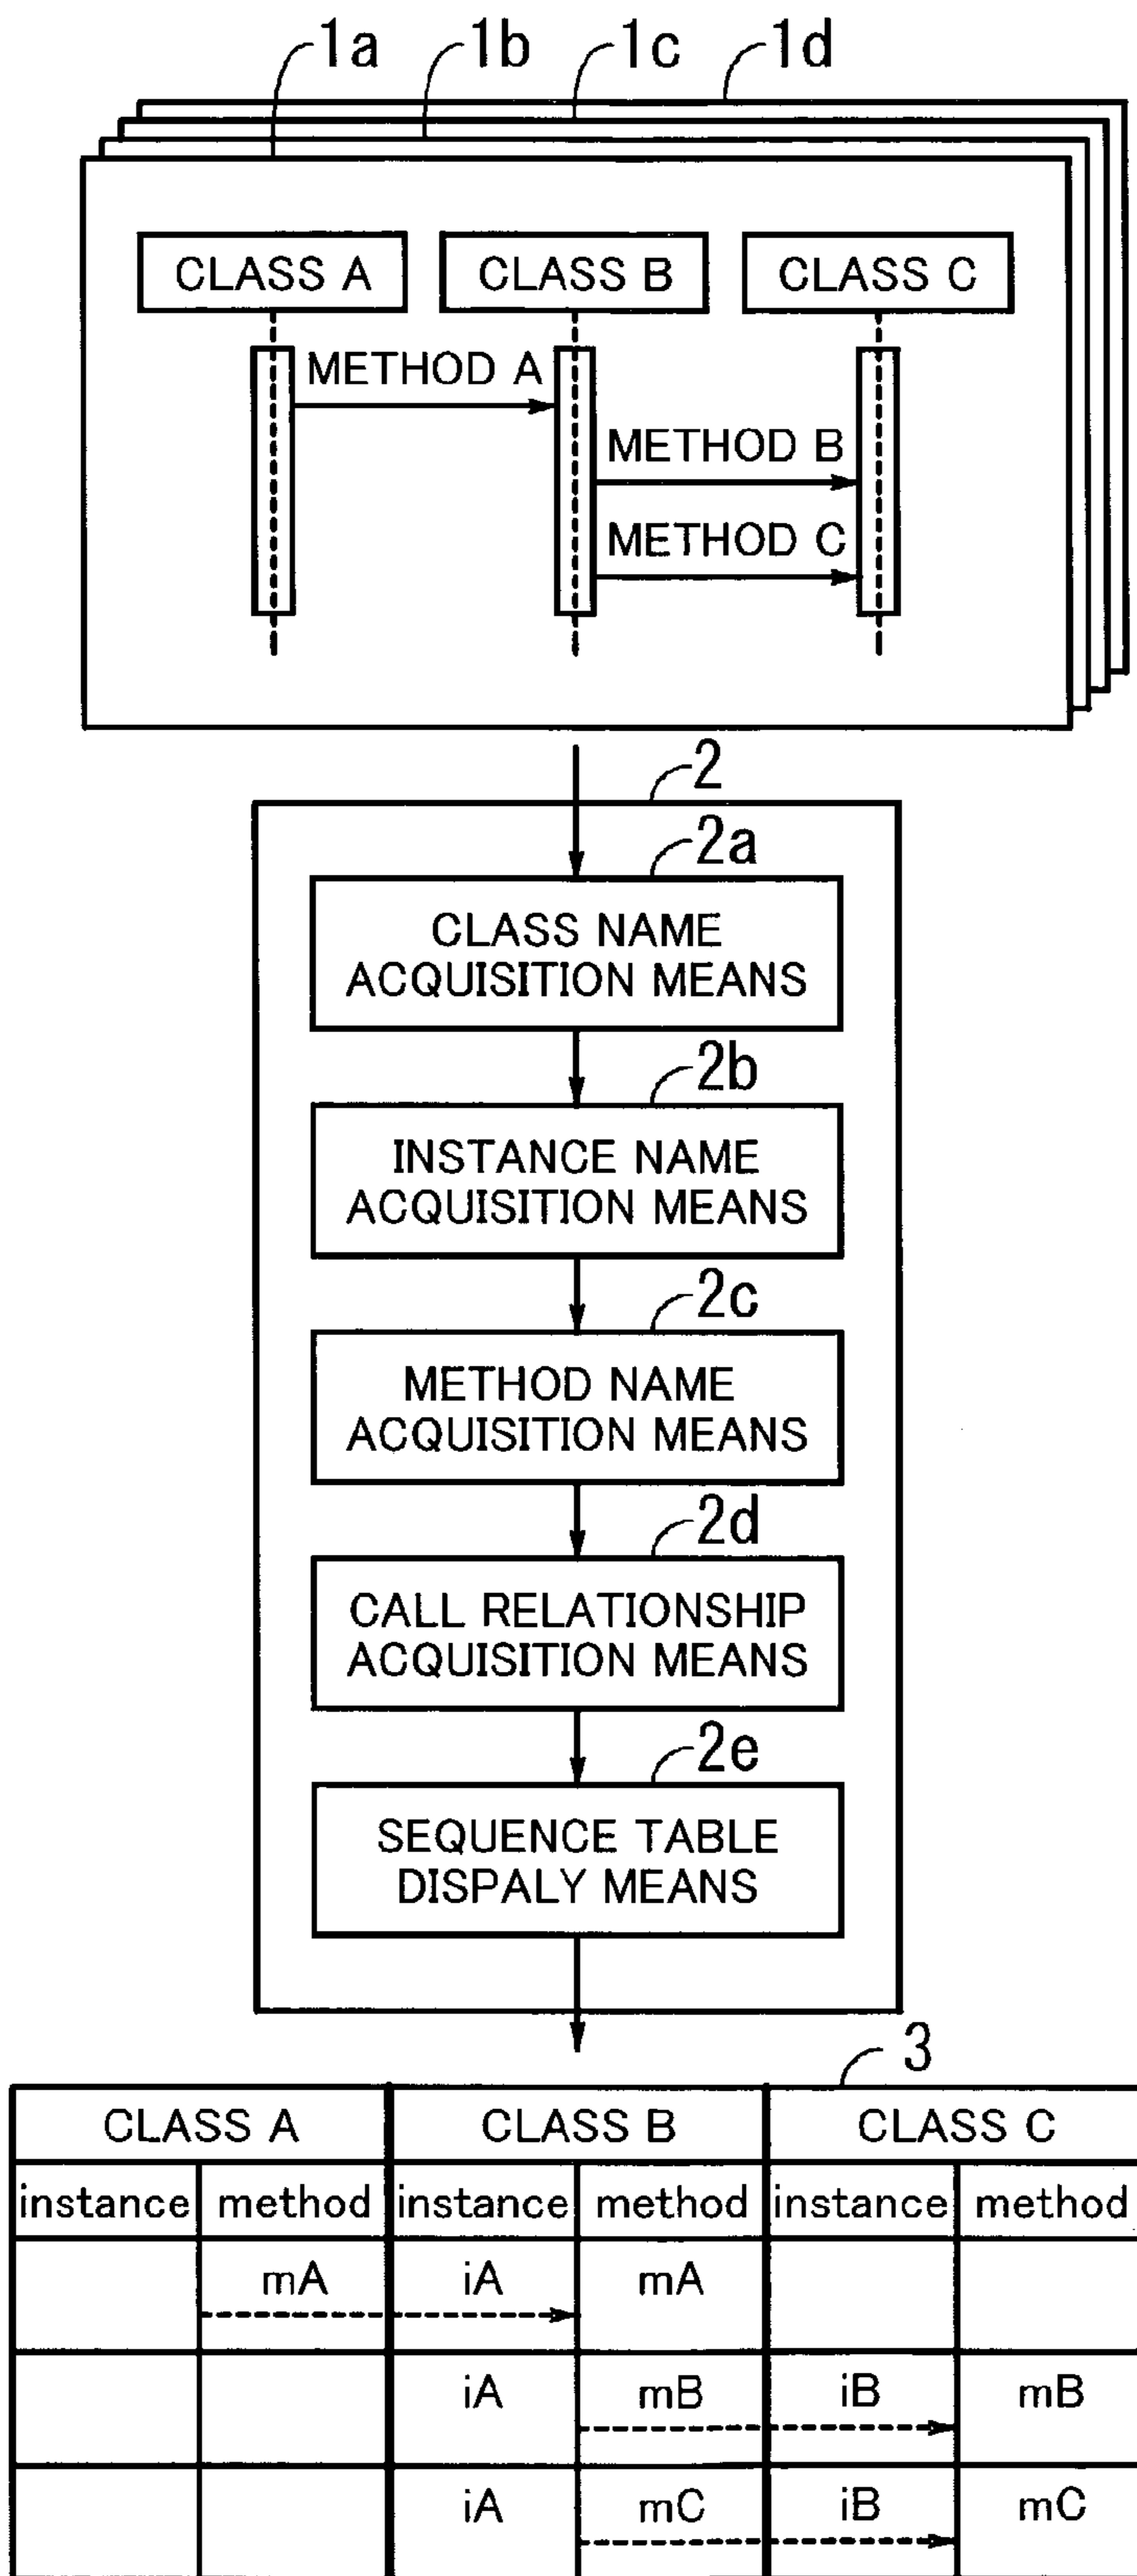 1a 1b 1c 1d
CLASS A CLASS B CLASS C
METHOD A
METHOD B
METHOD C
2
2a
CLASS NAME
ACQUISITION MEANS
2b
INSTANCE NAME
ACQUISITION MEANS
2c
METHOD NAME
ACQUISITION MEANS
2d
CALL RELATIONSHIP
ACQUISITION MEANS
2e
SEQUENCE TABLE
DISPALY MEANS
3
CLASS A CLASS B CLASS C
instance method instance method instance method
mA iA mA
iA mB iB mB
iA mC iB mC